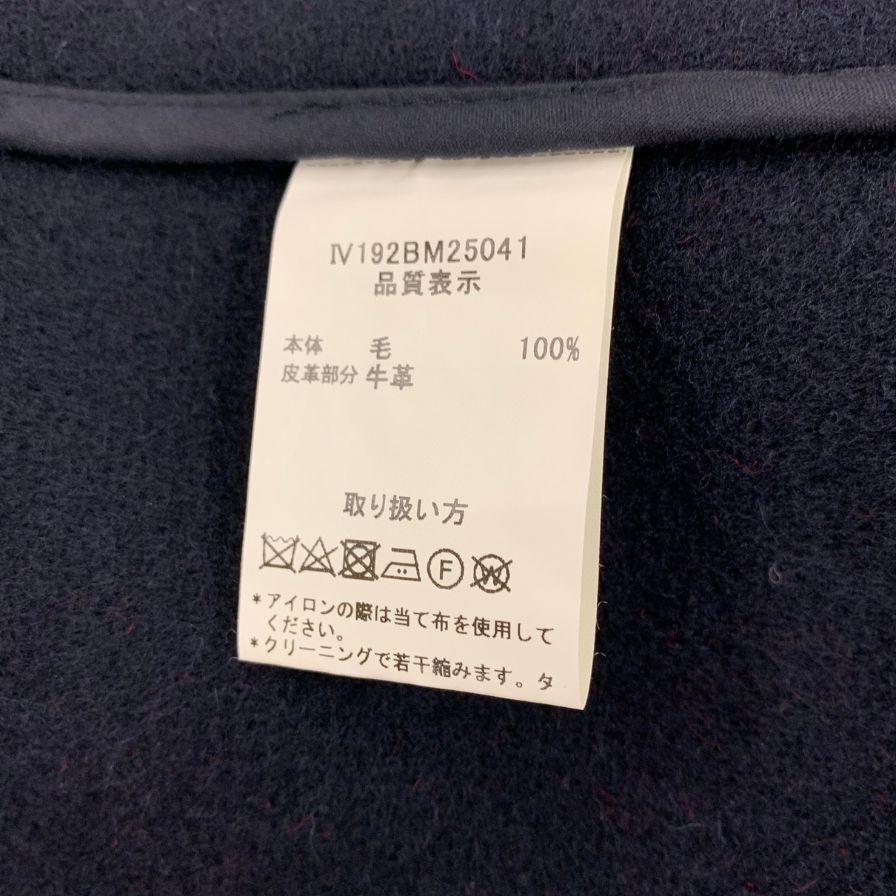 Ⅳ192BM25041
品質表示
本体 毛 100%
皮革部分 牛革
取り扱い方
F W
*アイロンの際は当て布を使用して
ください。
*クリーニングで若干縮みます。タ